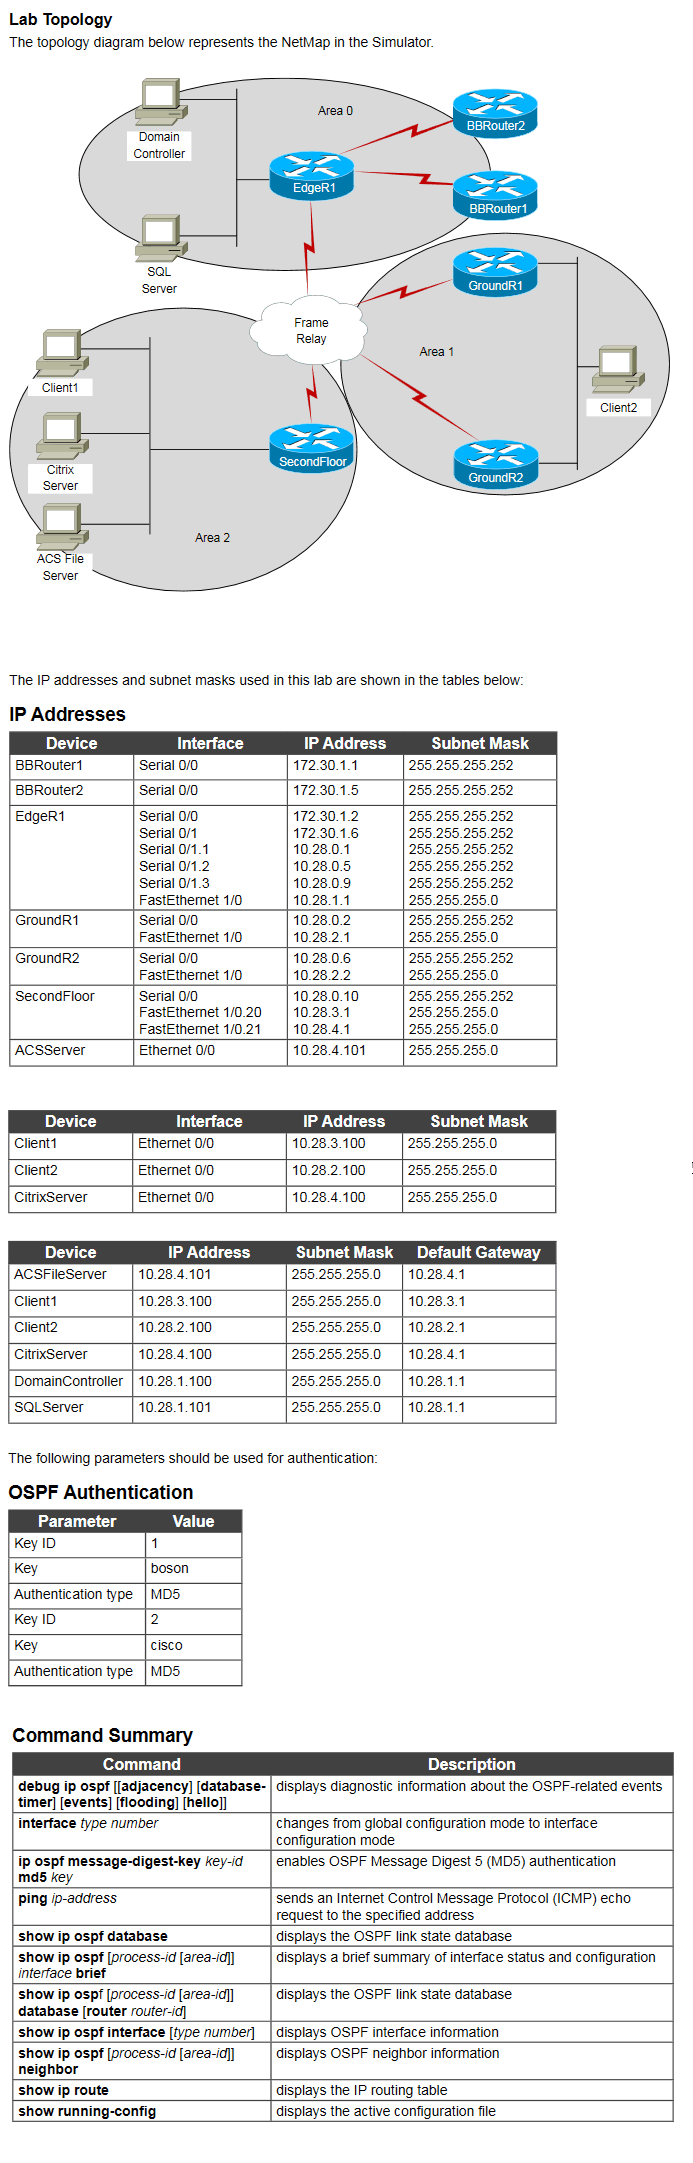 Lab Topology
The topology diagram below represents the NetMap in the Simulator.
Area 0
BBRouter2
Domain
Controller
EdgeR1
BBRouter1
SQL
Server
GroundR1
Frame
Relay
Area 1
Client1
Client2
SecondFloor
Citrix
Server
GroundR2
Area 2
ACS File
Server
The IP addresses and subnet masks used in this lab are shown in the tables below:
IP Addresses
Device Interface IP Address Subnet Mask
BBRouter1 Serial 0/0 172.30.1.1 255.255.255.252
BBRouter2 Serial 0/0 172.30.1.5 255.255.255.252
EdgeR1 Serial 0/0 172.30.1.2 255.255.255.252
Serial 0/1 172.30.1.6 255.255.255.252
Serial 0/1.1 10.28.0.1 255.255.255.252
Serial 0/1.2 10.28.0.5 255.255.255.252
Serial 0/1.3 10.28.0.9 255.255.255.252
FastEthernet 1/0 10.28.1.1 255.255.255.0
GroundR1 Serial 0/0 10.28.0.2 255.255.255.252
FastEthernet 1/0 10.28.2.1 255.255.255.0
GroundR2 Serial 0/0 10.28.0.6 255.255.255.252
FastEthernet 1/0 10.28.2.2 255.255.255.0
SecondFloor Serial 0/0 10.28.0.10 255.255.255.252
FastEthernet 1/0.20 10.28.3.1 255.255.255.0
FastEthernet 1/0.21 10.28.4.1 255.255.255.0
ACSServer Ethernet 0/0 10.28.4.101 255.255.255.0
Device Interface IP Address Subnet Mask
Client1 Ethernet 0/0 10.28.3.100 255.255.255.0
Client2 Ethernet 0/0 10.28.2.100 255.255.255.0
CitrixServer Ethernet 0/0 10.28.4.100 255.255.255.0
Device IP Address Subnet Mask Default Gateway
ACSFileServer 10.28.4.101 255.255.255.0 10.28.4.1
Client1 10.28.3.100 255.255.255.0 10.28.3.1
Client2 10.28.2.100 255.255.255.0 10.28.2.1
CitrixServer 10.28.4.100 255.255.255.0 10.28.4.1
DomainController 10.28.1.100 255.255.255.0 10.28.1.1
SQLServer 10.28.1.101 255.255.255.0 10.28.1.1
The following parameters should be used for authentication:
OSPF Authentication
Parameter Value
Key ID 1
Key boson
Authentication type MD5
Key ID 2
Key cisco
Authentication type MD5
Command Summary
Command Description
debug ip ospf [[adjacency] [database- displays diagnostic information about the OSPF-related events
timer] [events] [flooding] [hello]]
interface type number changes from global configuration mode to interface
configuration mode
ip ospf message-digest-key key-id enables OSPF Message Digest 5 (MD5) authentication
md5 key
ping ip-address sends an Internet Control Message Protocol (ICMP) echo
request to the specified address
show ip ospf database displays the OSPF link state database
show ip ospf [process-id [area-id]] displays a brief summary of interface status and configuration
interface brief
show ip ospf [process-id [area-id]] displays the OSPF link state database
database [router router-id]
show ip ospf interface [type number] displays OSPF interface information
show ip ospf [process-id [area-id]] displays OSPF neighbor information
neighbor
show ip route displays the IP routing table
show running-config displays the active configuration file